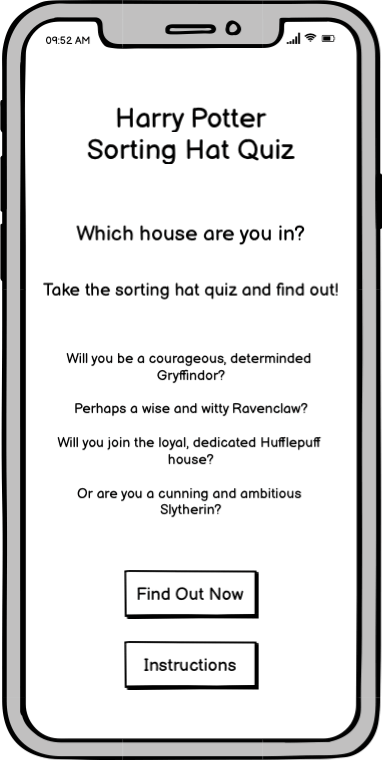 09:52 AM
Harry Potter
Sorting Hat Quiz
Which house are you in?
Take the sorting hat quiz and find out!
Will you be a courageous, determinded
Gryffindor?
Perhaps a wise and witty Ravenclaw?
Will you join the loyal, dedicated Hufflepuff
house?
Or are you a cunning and ambitious
Slytherin?
Find Out Now
Instructions